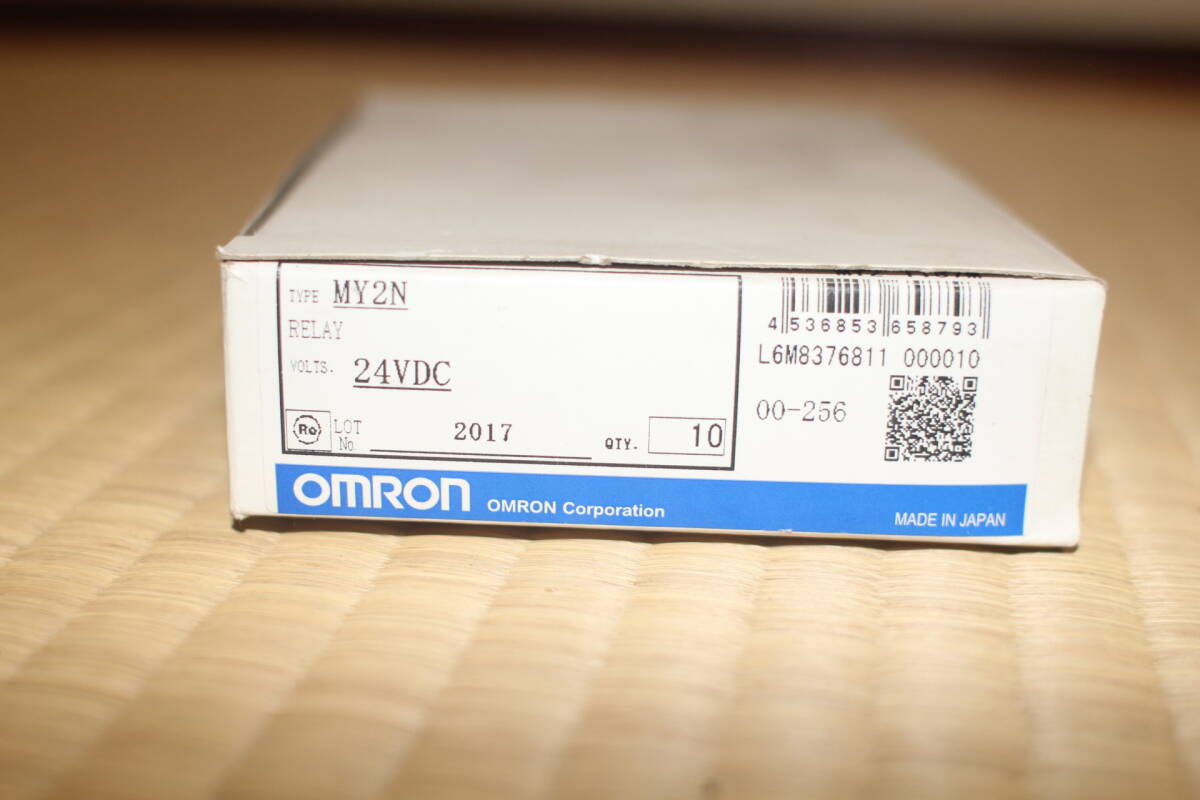 TYPE MY2N
RELAY
VOLTS. 24VDC
LOT No. 2017
QTY. 10
4 536853 658793
L6M8376811 000010
00-256
OMRON OMRON Corporation
MADE IN JAPAN